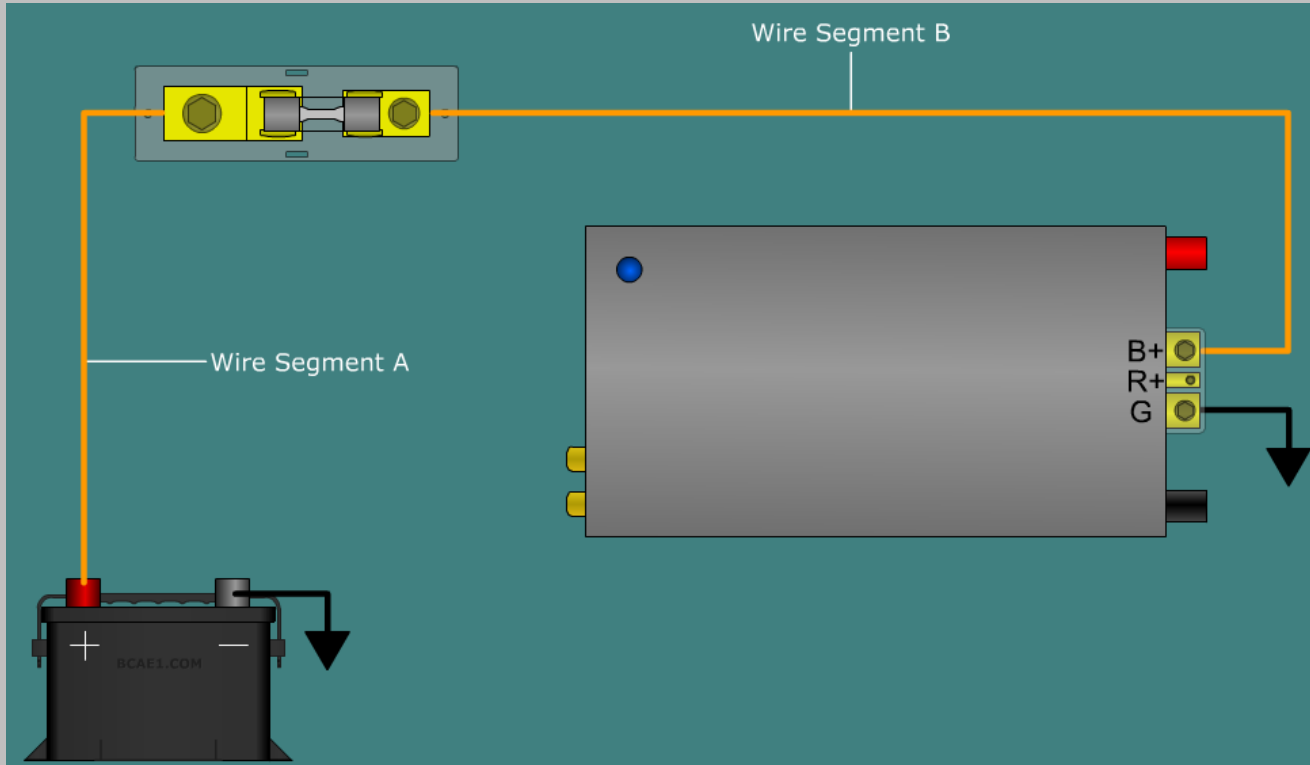 Wire Segment B
Wire Segment A
B+
R+
G
+ −
BCAE1.COM